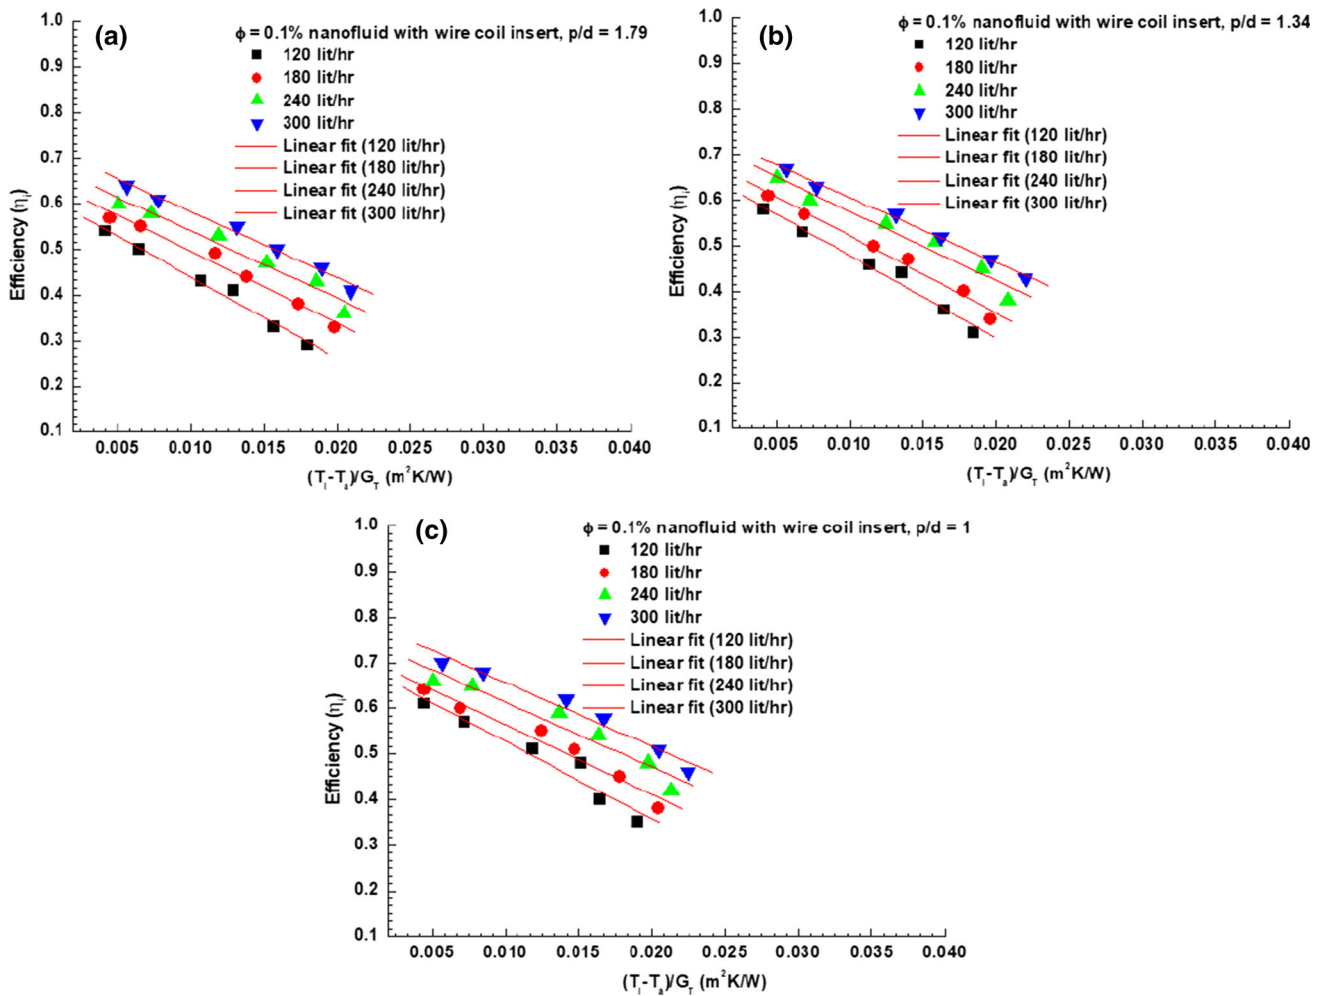 (a)
ϕ = 0.1% nanofluid with wire coil insert, p/d = 1.79
120 lit/hr
180 lit/hr
240 lit/hr
300 lit/hr
Linear fit (120 lit/hr)
Linear fit (180 lit/hr)
Linear fit (240 lit/hr)
Linear fit (300 lit/hr)
Efficiency (ηi)
1.0
0.9
0.8
0.7
0.6
0.5
0.4
0.3
0.2
0.1
0.005 0.010 0.015 0.020 0.025 0.030 0.035 0.040
(Ti-Ta)/GT (m²K/W)
(b)
ϕ = 0.1% nanofluid with wire coil insert, p/d = 1.34
120 lit/hr
180 lit/hr
240 lit/hr
300 lit/hr
Linear fit (120 lit/hr)
Linear fit (180 lit/hr)
Linear fit (240 lit/hr)
Linear fit (300 lit/hr)
Efficiency (ηi)
1.0
0.9
0.8
0.7
0.6
0.5
0.4
0.3
0.2
0.1
0.005 0.010 0.015 0.020 0.025 0.030 0.035 0.040
(Ti-Ta)/GT (m²K/W)
(c)
ϕ = 0.1% nanofluid with wire coil insert, p/d = 1
120 lit/hr
180 lit/hr
240 lit/hr
300 lit/hr
Linear fit (120 lit/hr)
Linear fit (180 lit/hr)
Linear fit (240 lit/hr)
Linear fit (300 lit/hr)
Efficiency (ηi)
1.0
0.9
0.8
0.7
0.6
0.5
0.4
0.3
0.2
0.1
0.005 0.010 0.015 0.020 0.025 0.030 0.035 0.040
(Ti-Ta)/GT (m²K/W)